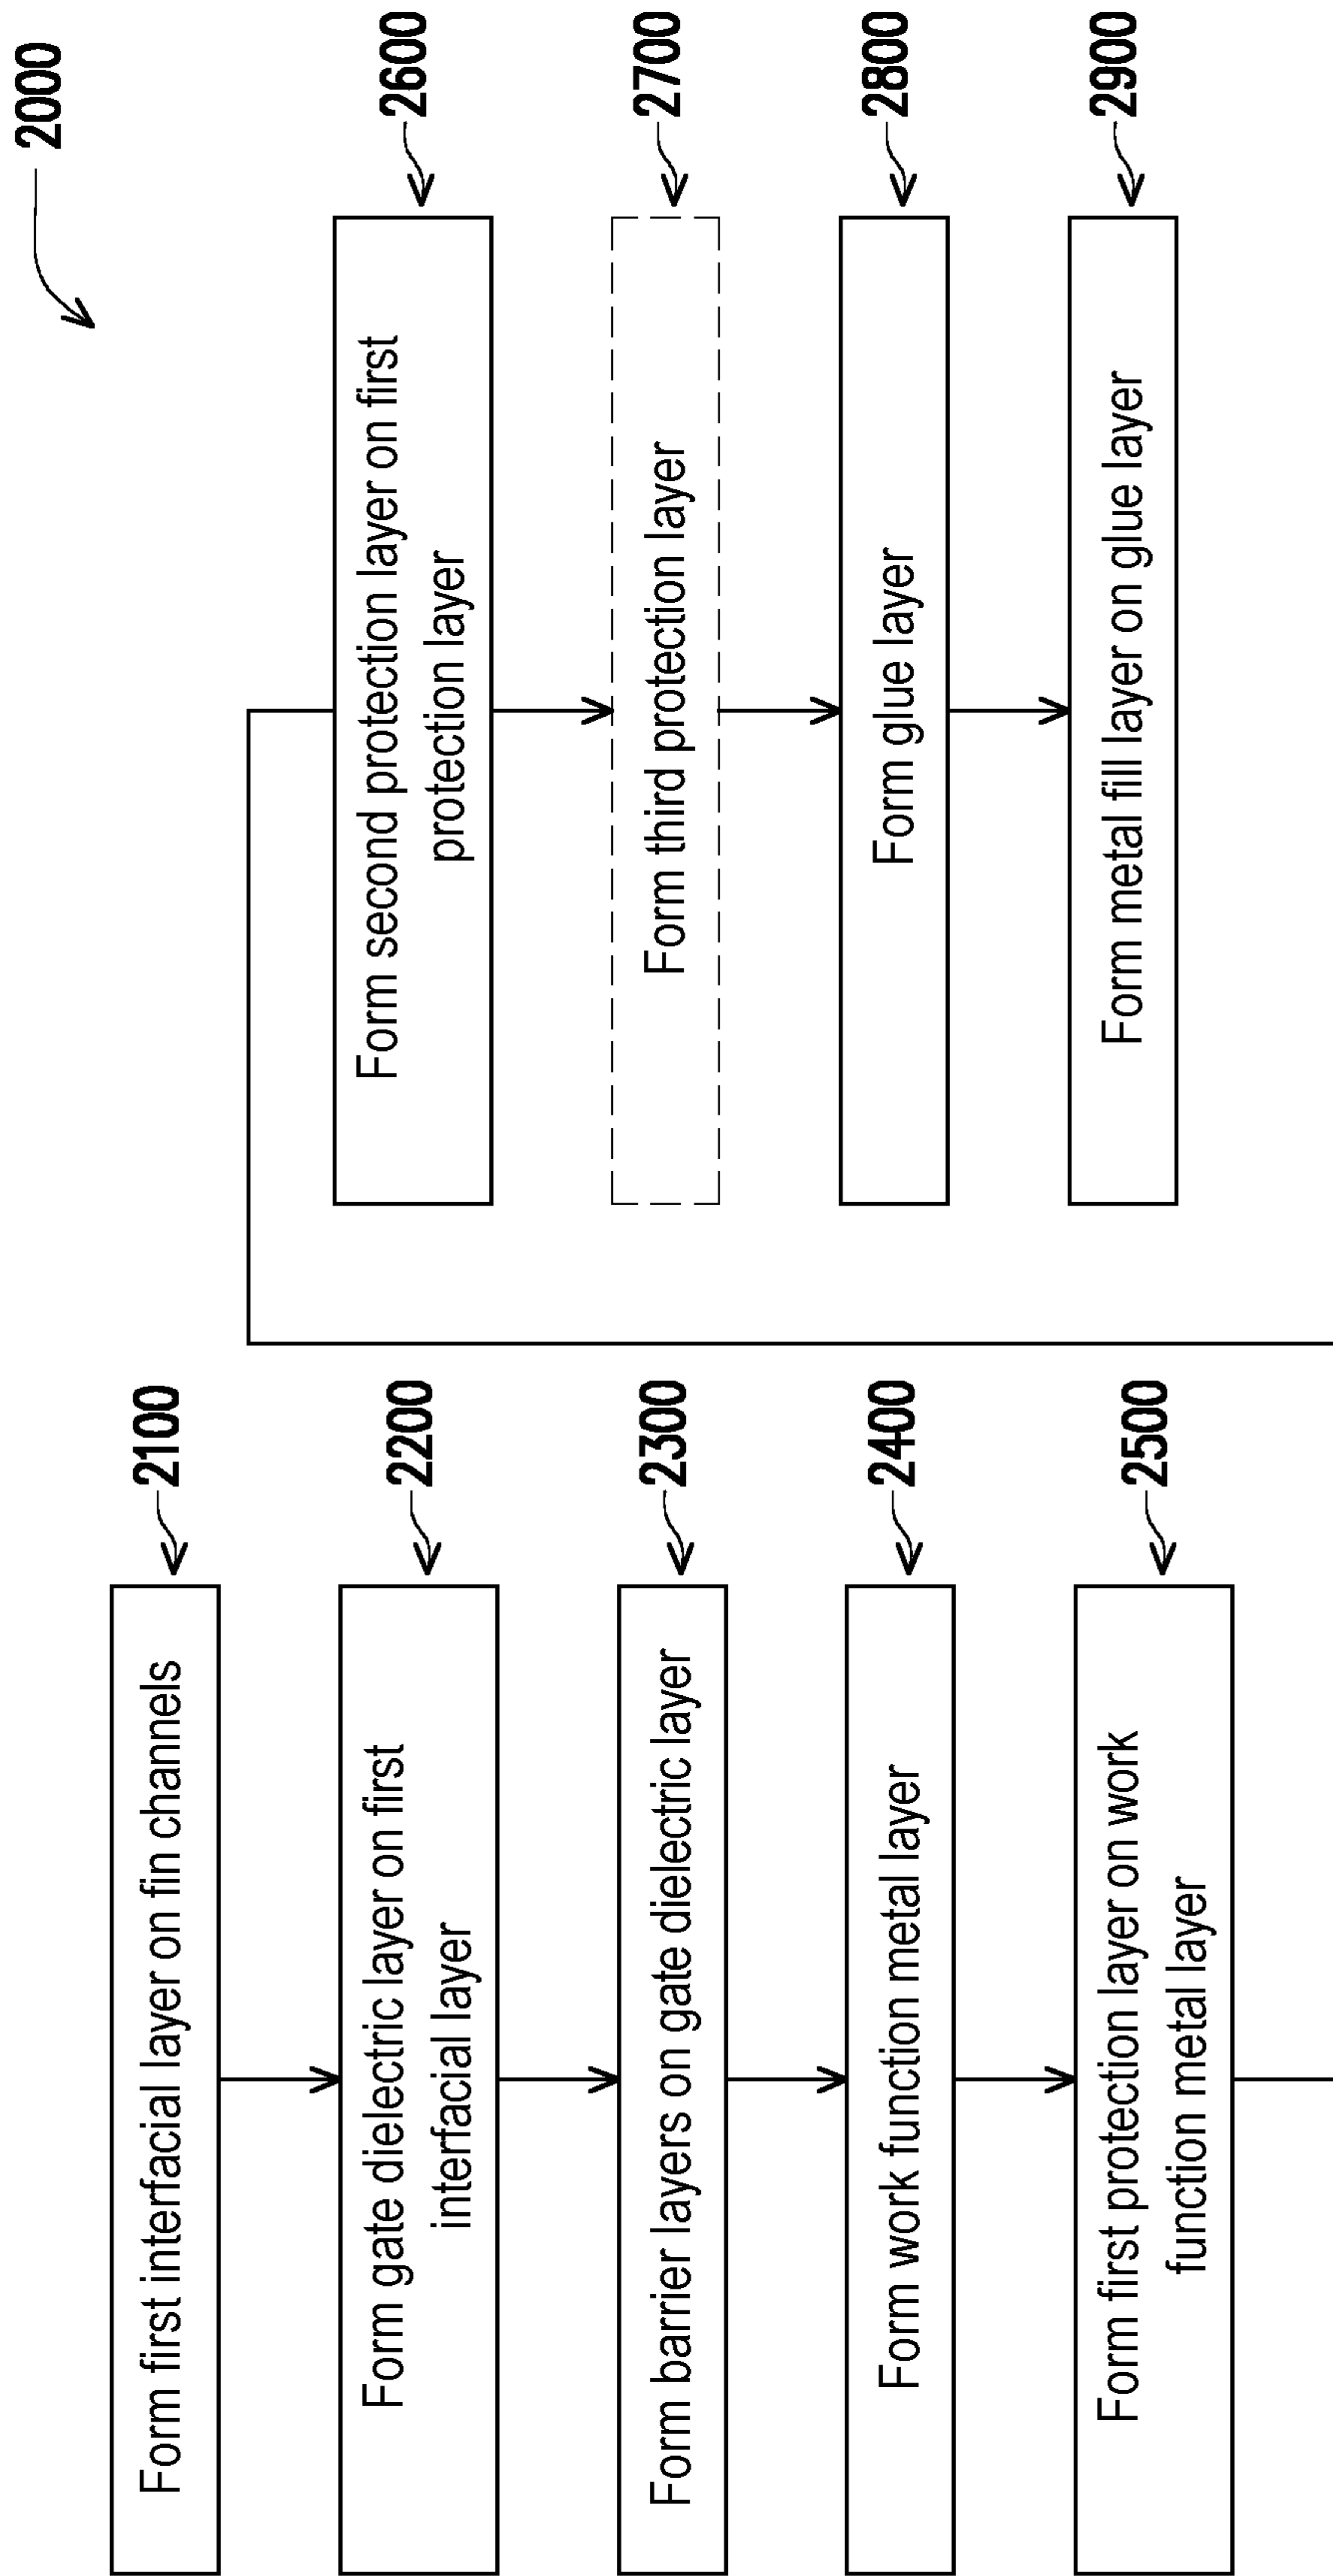 2000
Form first interfacial layer on fin channels
2100
Form gate dielectric layer on first
interfacial layer
2200
Form barrier layers on gate dielectric layer
2300
Form work function metal layer
2400
Form first protection layer on work
function metal layer
2500
Form second protection layer on first
protection layer
2600
Form third protection layer
2700
Form glue layer
2800
Form metal fill layer on glue layer
2900